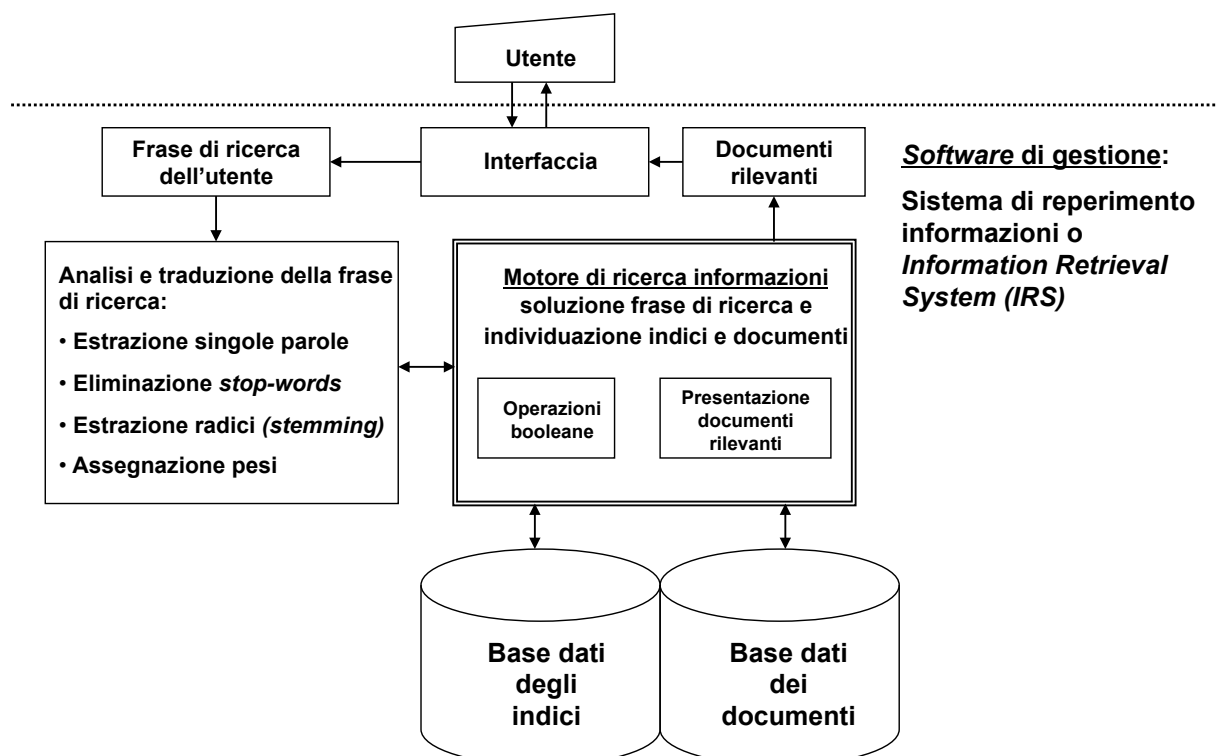 Utente
Frase di ricerca
dell'utente
Interfaccia
Documenti
rilevanti
Software di gestione:
Sistema di reperimento
informazioni o
Information Retrieval
System (IRS)
Analisi e traduzione della frase
di ricerca:
• Estrazione singole parole
• Eliminazione stop-words
• Estrazione radici (stemming)
• Assegnazione pesi
Motore di ricerca informazioni
soluzione frase di ricerca e
individuazione indici e documenti
Operazioni
booleane
Presentazione
documenti
rilevanti
Base dati
degli
indici
Base dati
dei
documenti